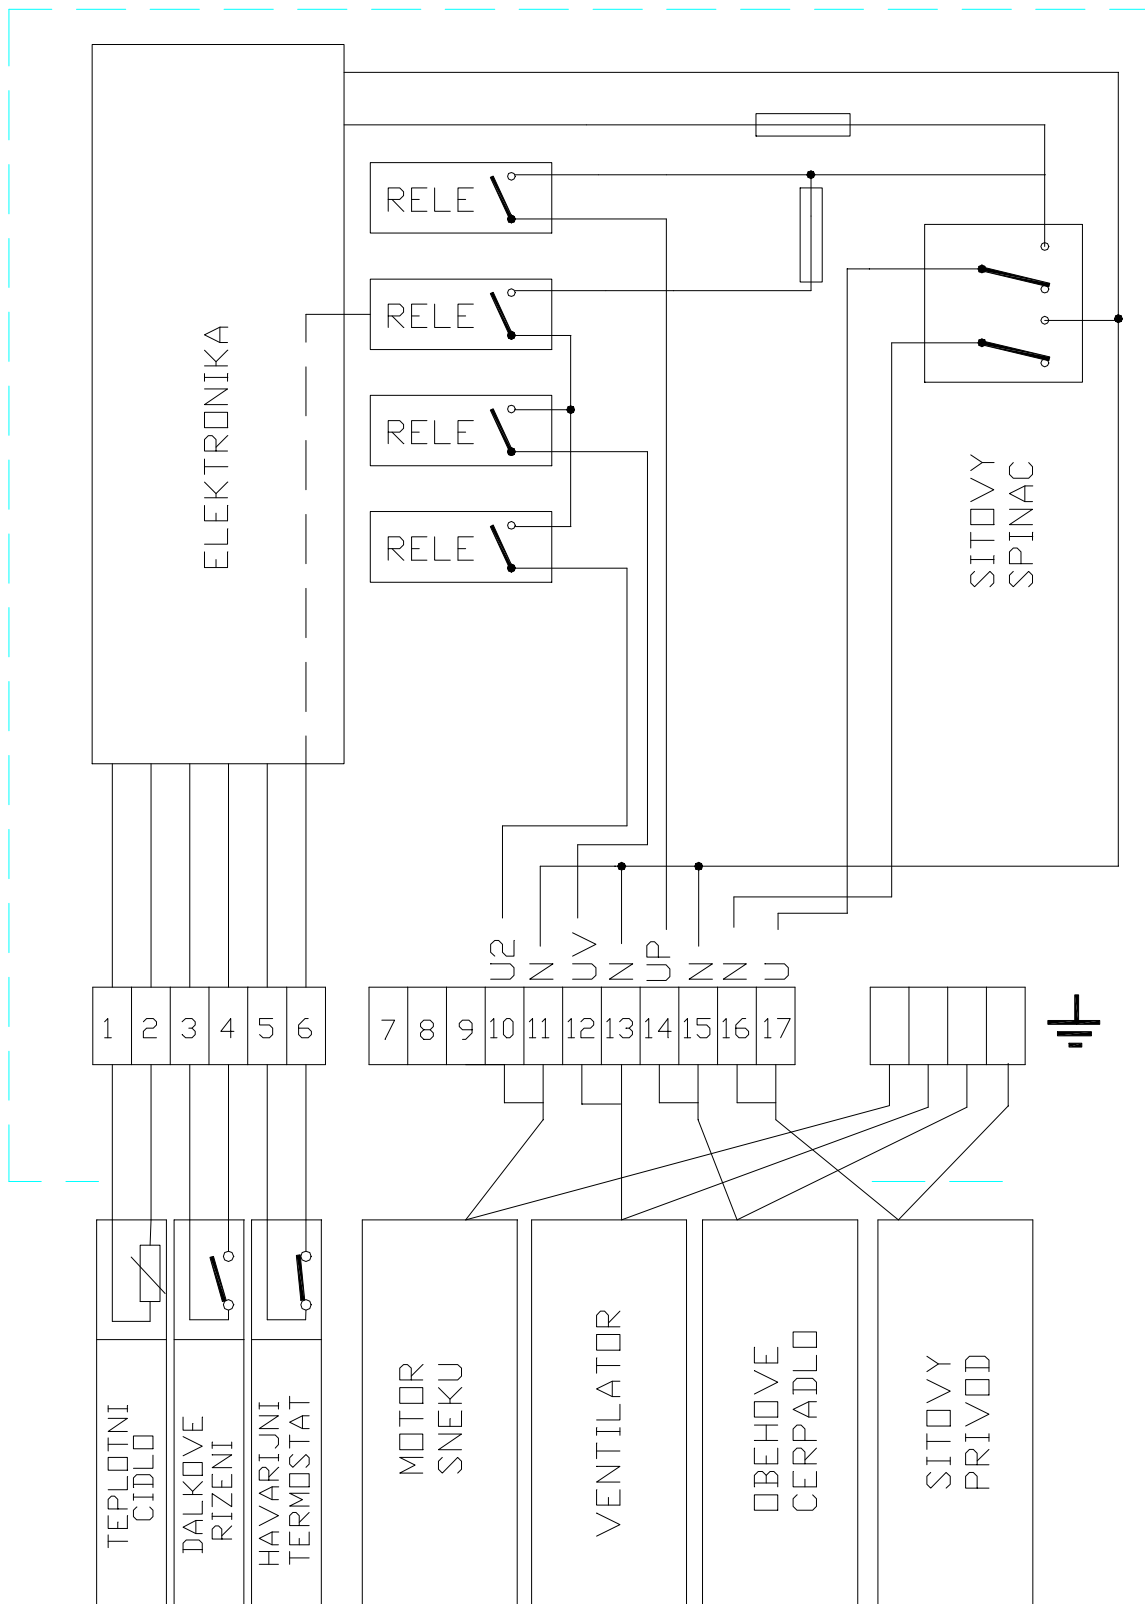 RELE
RELE
RELE
RELE
ELEKTRONIKA
SITOVY
SPINAC
U2
N
UV
N
UP
N
N
U
1 2 3 4 5 6
7 8 9 10 11 12 13 14 15 16 17
TEPLOTNI
CIDLO
DALKOVE
RIZENI
HAVARIJNI
TERMOSTAT
MOTOR
SNEKU
VENTILATOR
OBEHOVE
CERPADLO
SITOVY
PRIVOD